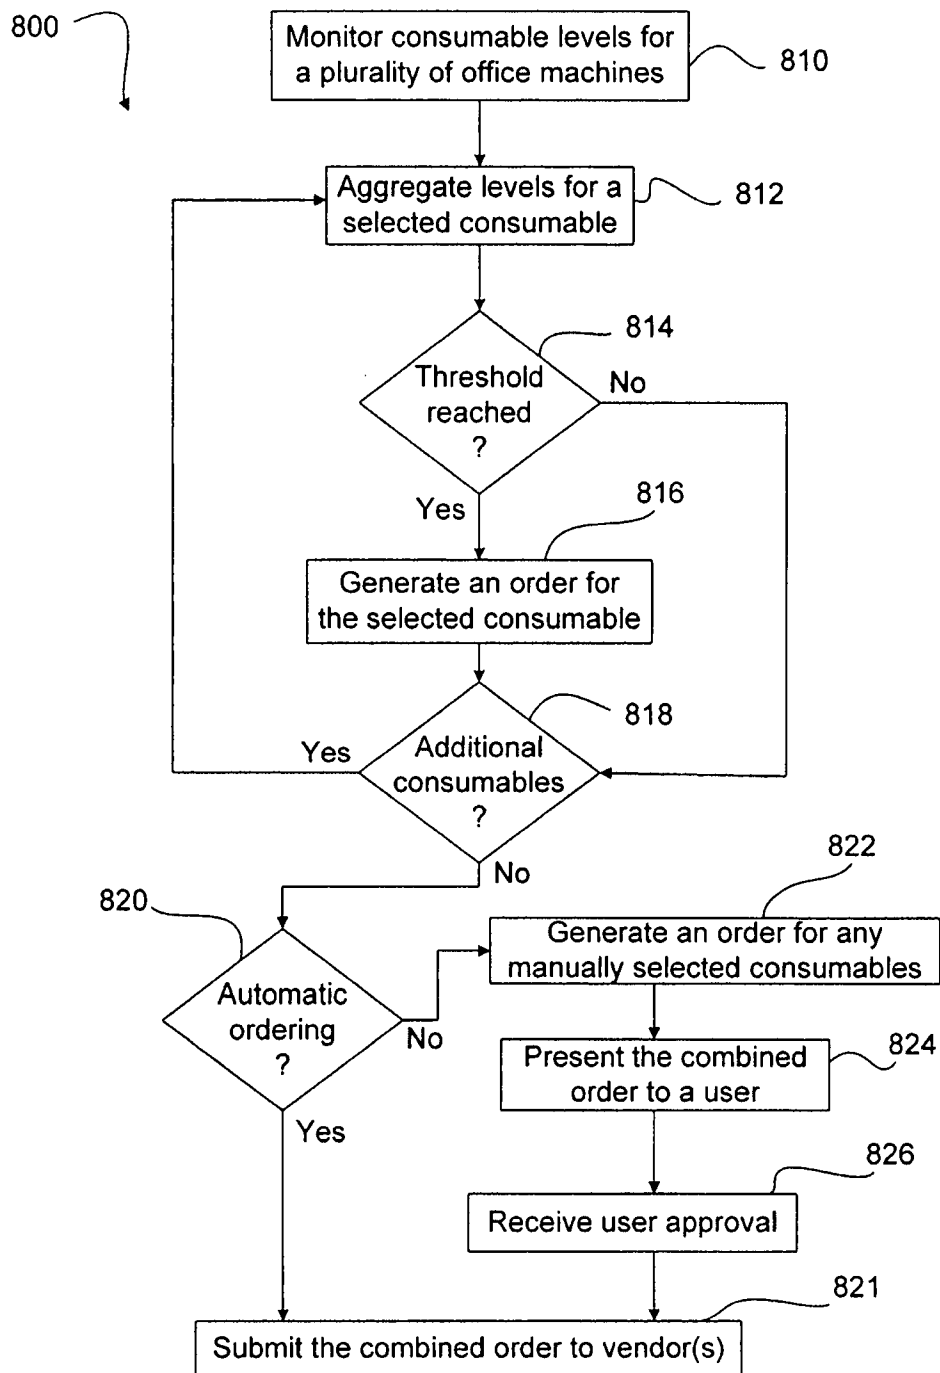 800
Monitor consumable levels for
a plurality of office machines
810
Aggregate levels for a
selected consumable
812
814
Threshold
reached
?
No
Yes
816
Generate an order for
the selected consumable
818
Additional
consumables
?
Yes
No
820
Automatic
ordering
?
No
Yes
822
Generate an order for any
manually selected consumables
824
Present the combined
order to a user
826
Receive user approval
821
Submit the combined order to vendor(s)